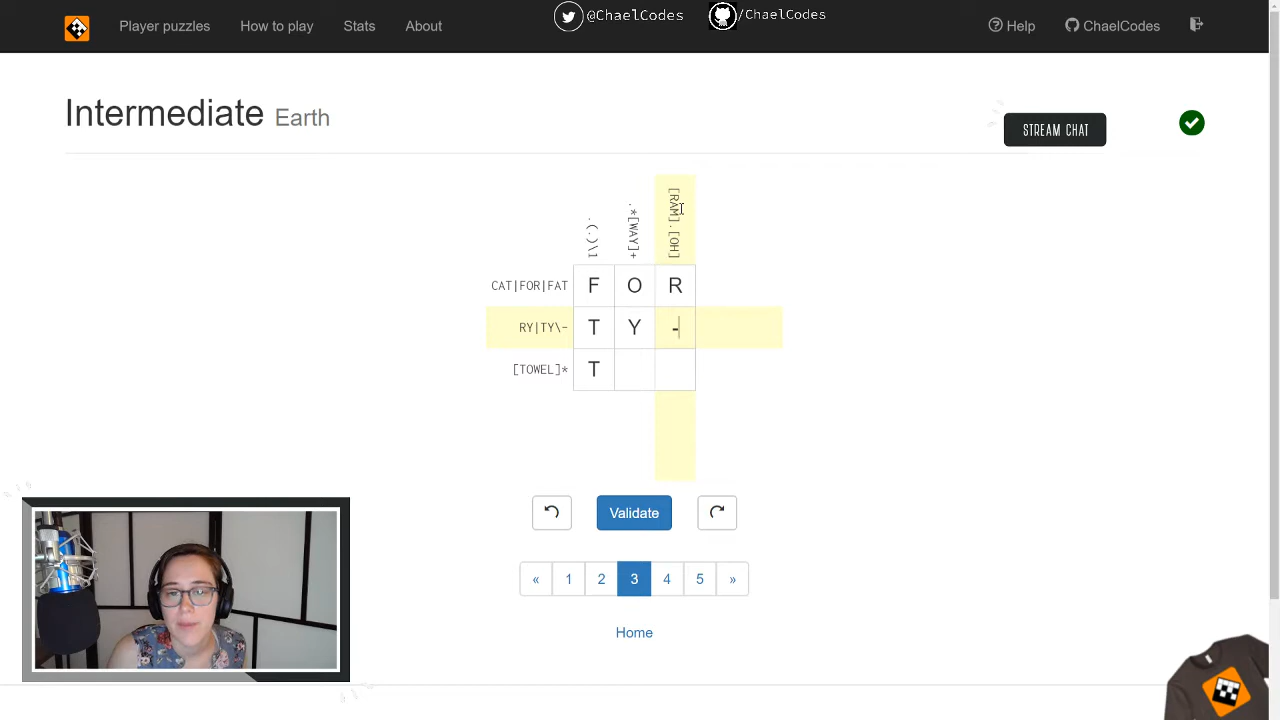 @ChaelCodes /ChaelCodes
Player puzzles How to play Stats About Help ChaelCodes
Intermediate Earth
STREAM CHAT
.(.)\1
.*[WAY]+
[RAM].[OH]
CAT|FOR|FAT F O R
RY|TY\- T Y -
[TOWEL]* T
Validate
« 1 2 3 4 5 »
Home